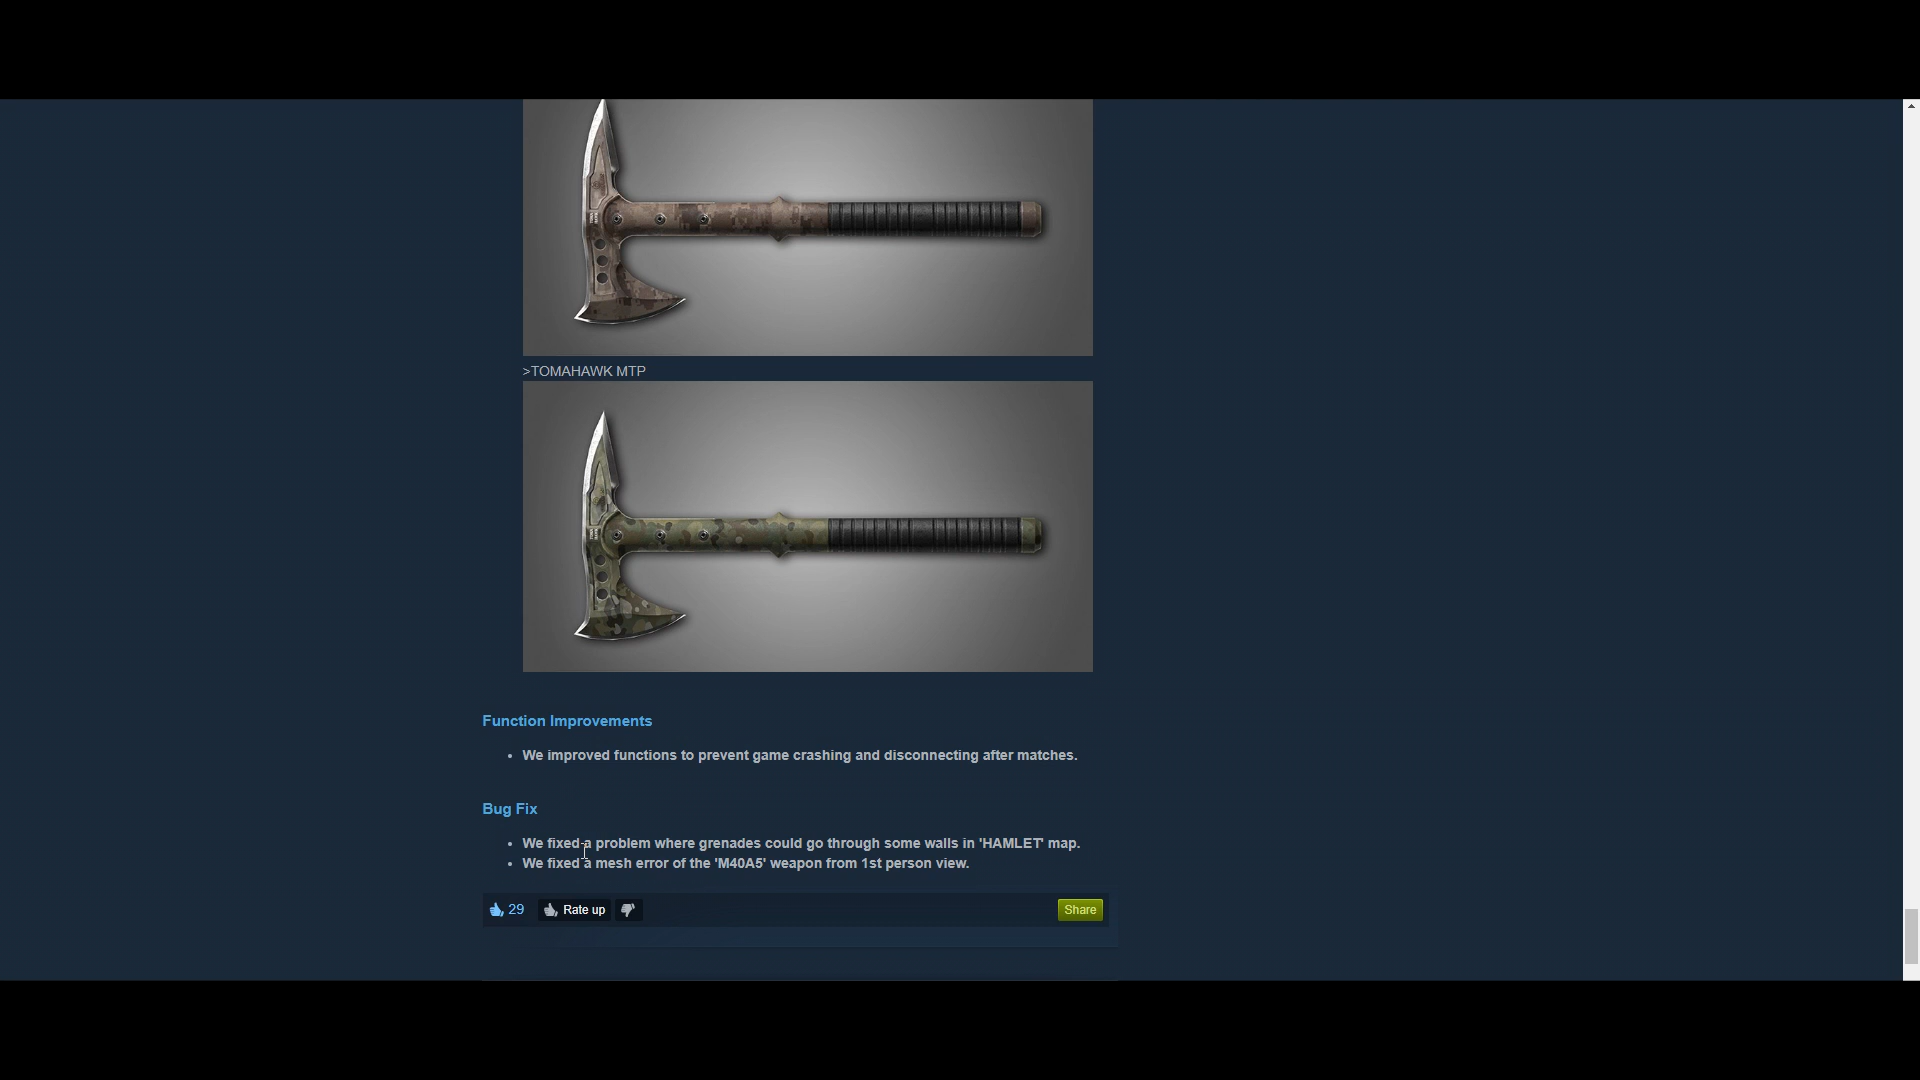 >TOMAHAWK MTP
Function Improvements
• We improved functions to prevent game crashing and disconnecting after matches.
Bug Fix
• We fixed a problem where grenades could go through some walls in 'HAMLET' map.
• We fixed a mesh error of the 'M40A5' weapon from 1st person view.
29 Rate up Share